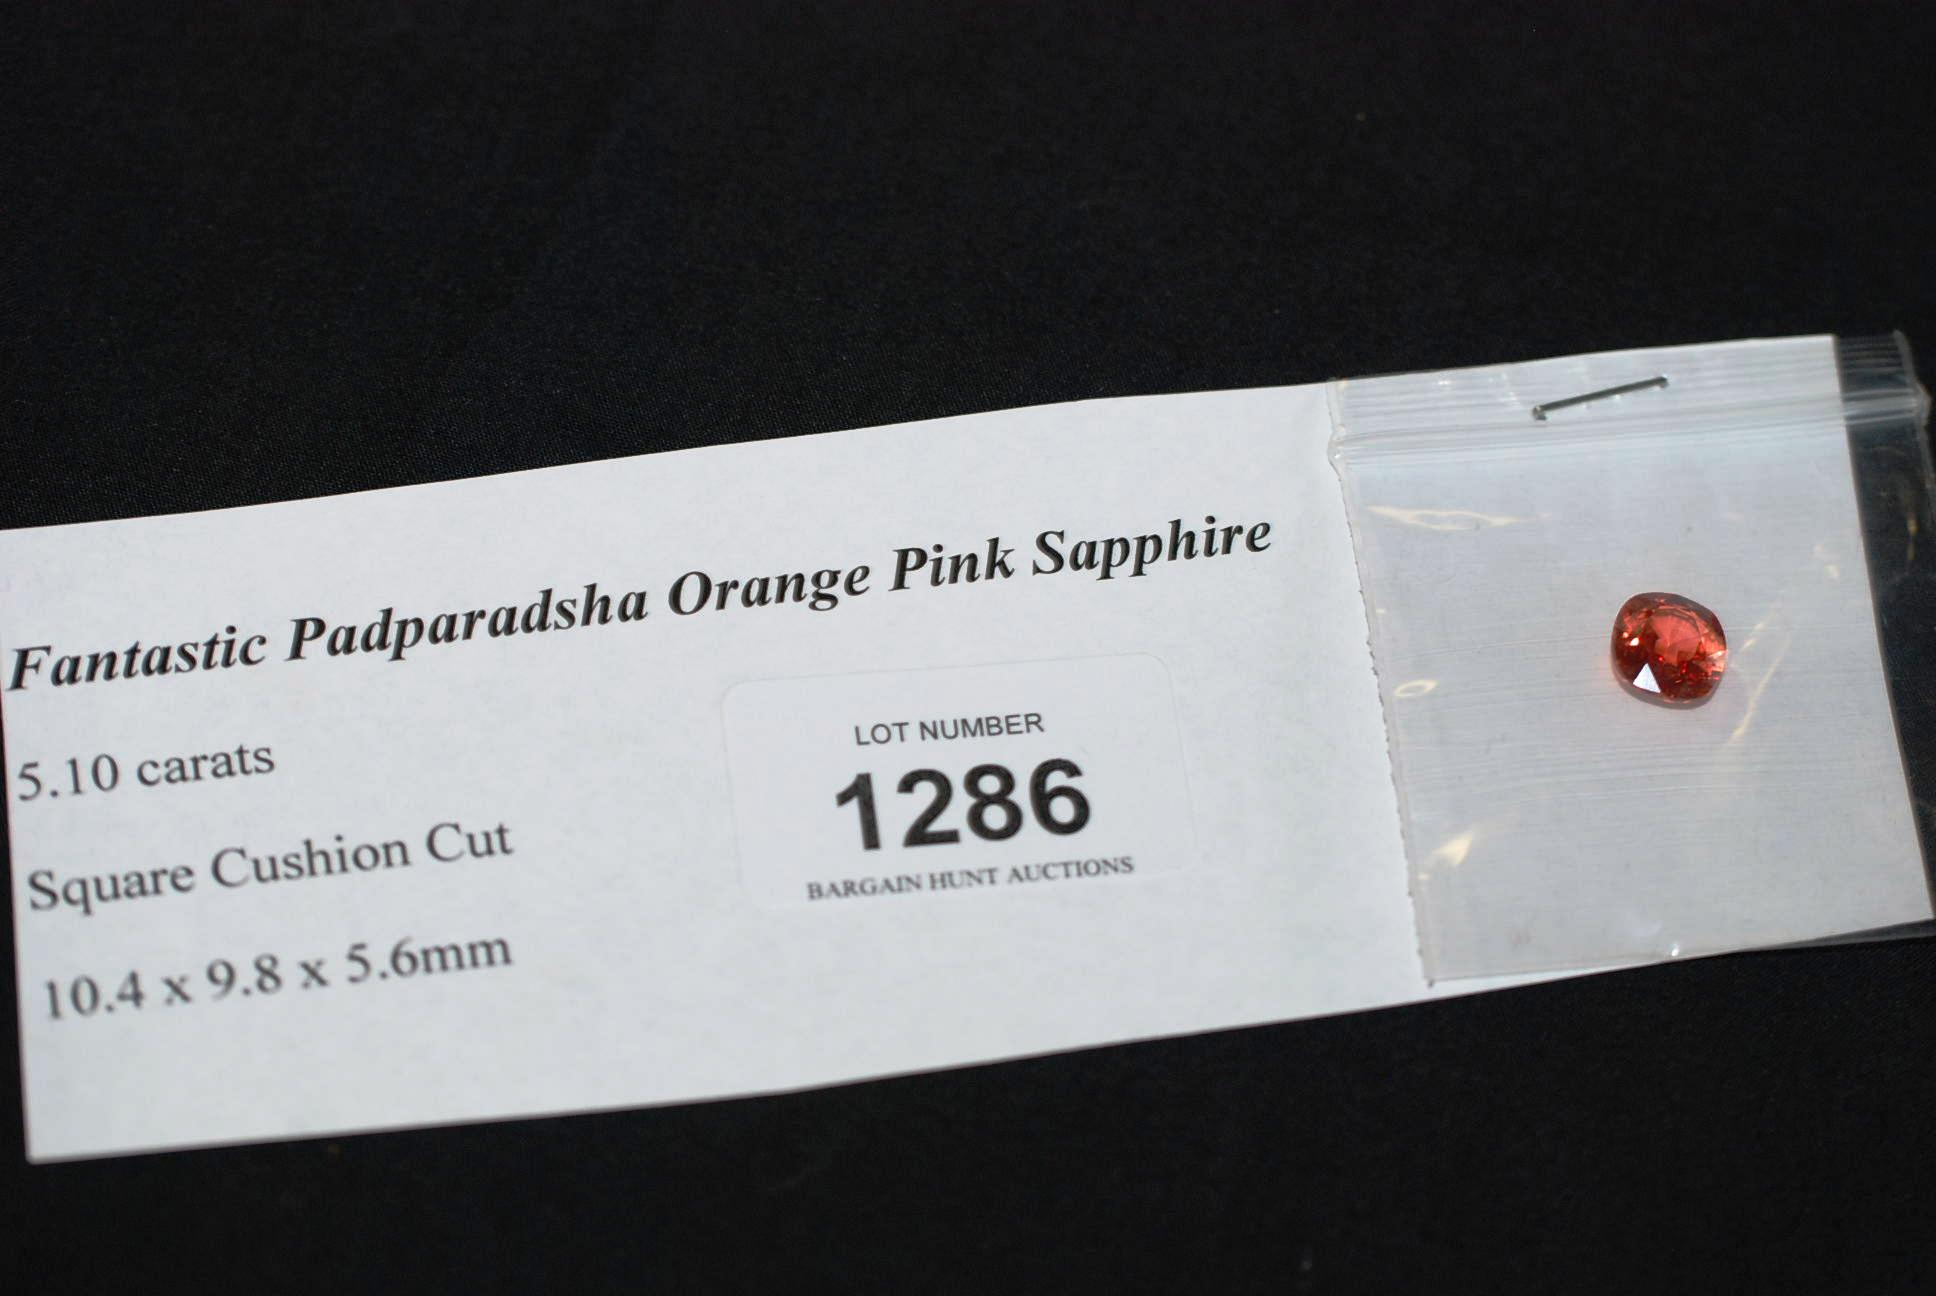 Fantastic Padparadsha Orange Pink Sapphire
5.10 carats
Square Cushion Cut
10.4 x 9.8 x 5.6mm
LOT NUMBER
1286
BARGAIN HUNT AUCTIONS